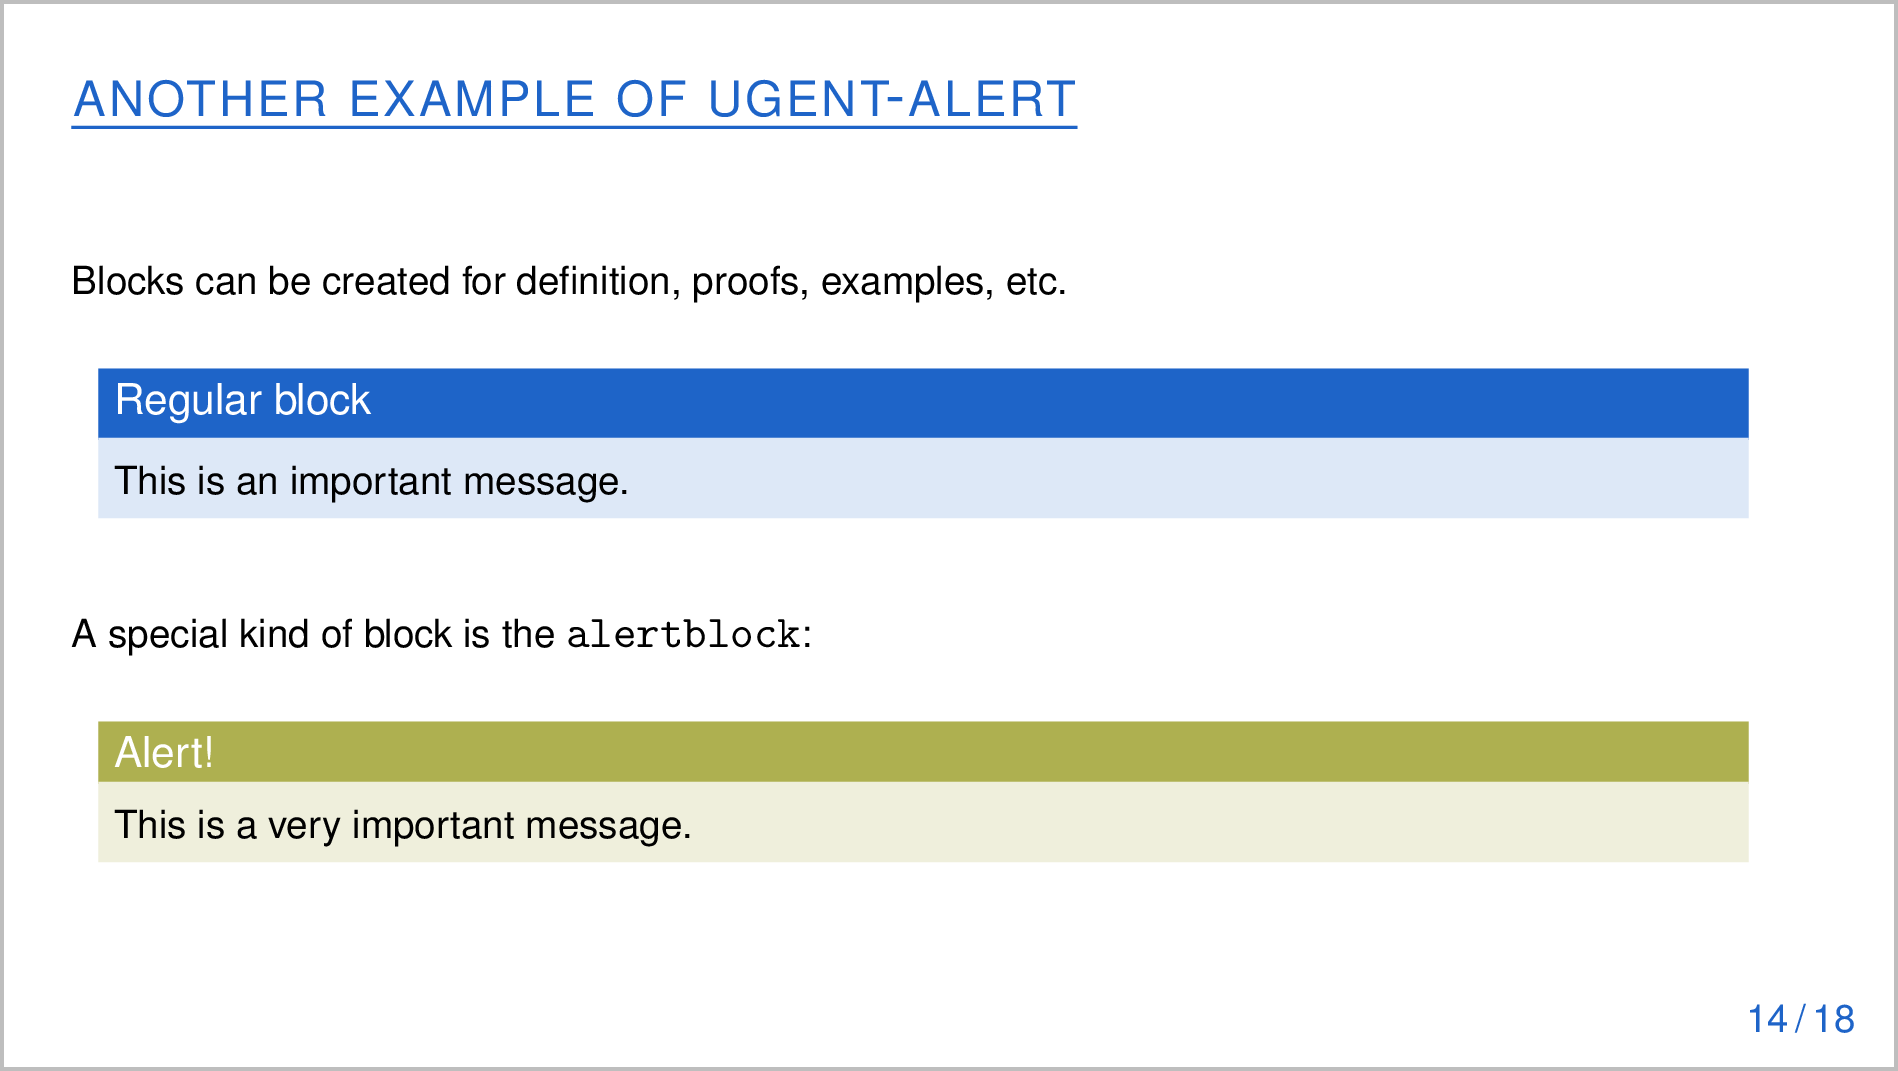 ANOTHER EXAMPLE OF UGENT-ALERT
Blocks can be created for definition, proofs, examples, etc.
Regular block
This is an important message.
A special kind of block is the alertblock:
Alert!
This is a very important message.
14 / 18